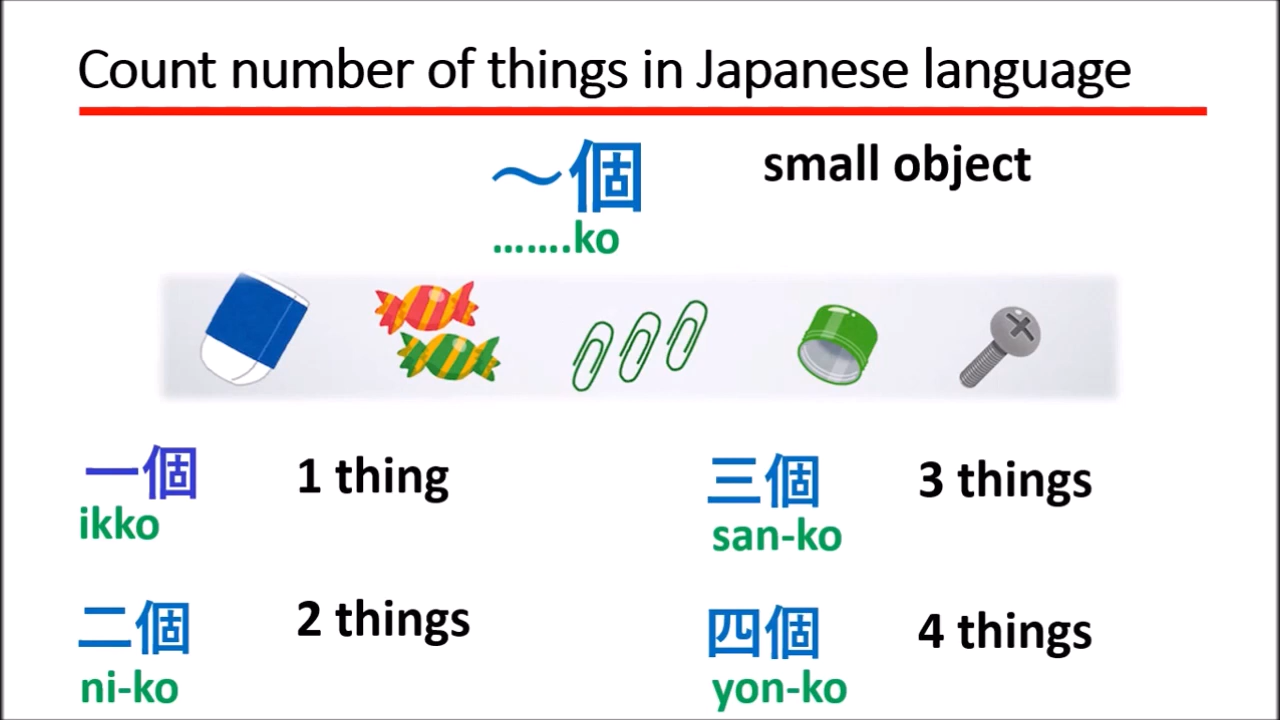 Count number of things in Japanese language
～個 small object
.......ko
一個 1 thing
ikko
三個 3 things
san-ko
二個 2 things
ni-ko
四個 4 things
yon-ko